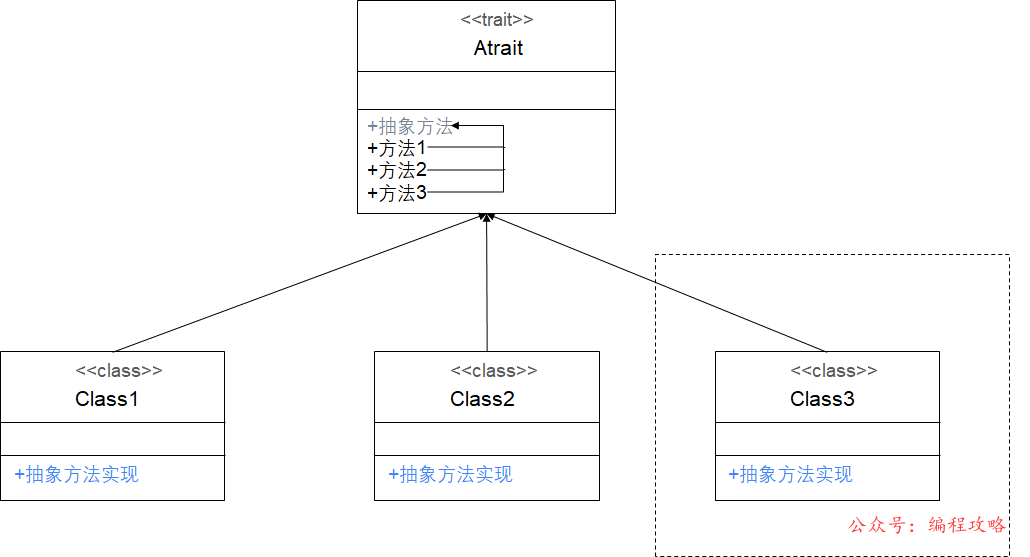 <<trait>>
Atrait
+抽象方法
+方法1
+方法2
+方法3
<<class>>
Class1
+抽象方法实现
<<class>>
Class2
+抽象方法实现
<<class>>
Class3
+抽象方法实现
公众号：编程攻略